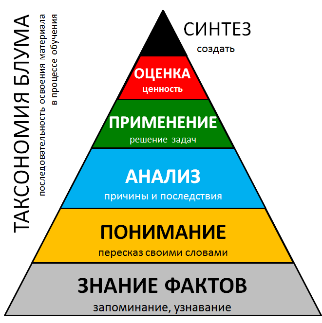 ТАКСОНОМИЯ БЛУМА
последовательность освоения материала
в процессе обучения
СИНТЕЗ
создать
ОЦЕНКА
ценность
ПРИМЕНЕНИЕ
решение задач
АНАЛИЗ
причины и последствия
ПОНИМАНИЕ
пересказ своими словами
ЗНАНИЕ ФАКТОВ
запоминание, узнавание